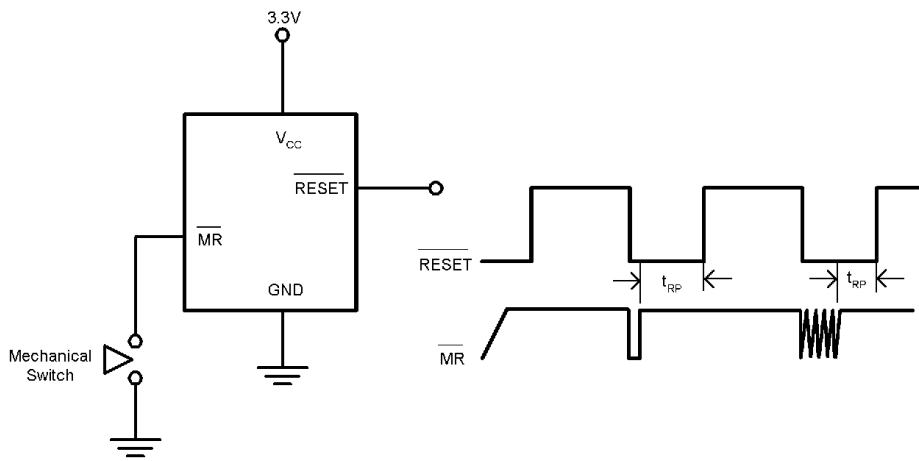 3.3V
VCC
RESET
MR
GND
Mechanical
Switch
RESET
tRP
tRP
MR